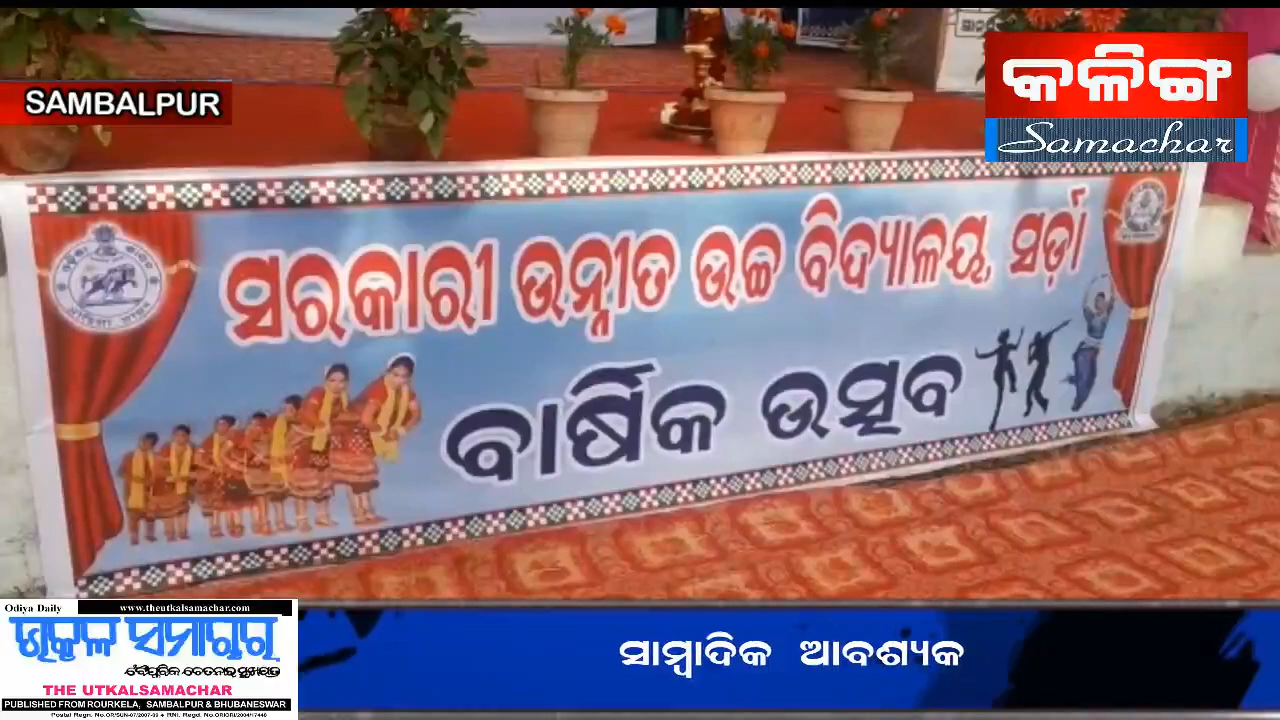 SAMBALPUR
କଳିଙ୍ଗ
Samachar
ସରକାରୀ ଉନ୍ନୀତ ଉଚ୍ଚ ବିଦ୍ୟାଳୟ, ସର୍ଡ଼ା
ବାର୍ଷିକ ଉତ୍ସବ
Odiya Daily
www.theutkalsamachar.com
ଉତ୍କଳ ସମାଚାର
THE UTKALSAMACHAR
PUBLISHED FROM ROURKELA, SAMBALPUR & BHUBANESWAR
ସାମ୍ବାଦିକ ଆବଶ୍ୟକ